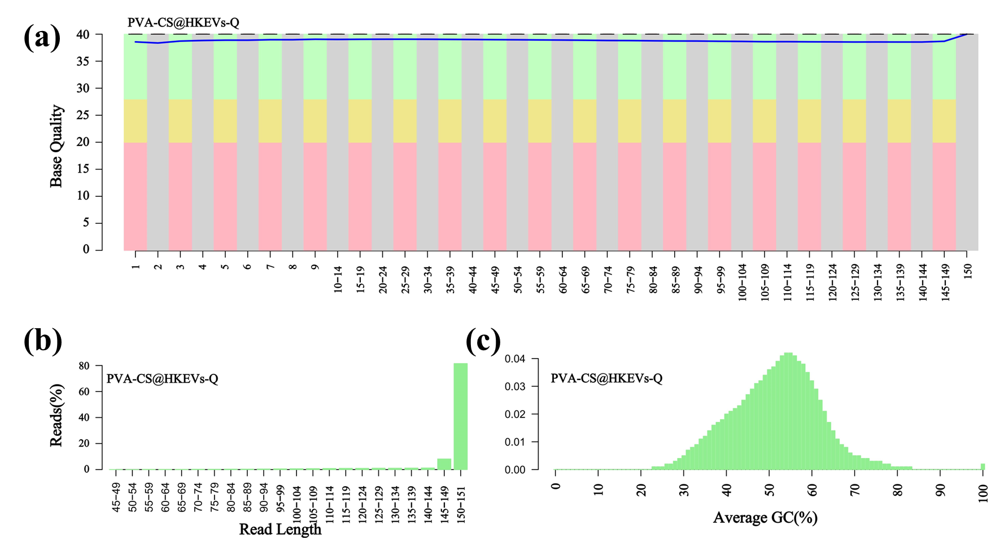 (a)
PVA-CS@HKEVs-Q
Base Quality
40
35
30
25
20
15
10
5
0
1 2 3 4 5 6 7 8 9 10-14 15-19 20-24 25-29 30-34 35-39 40-44 45-49 50-54 55-59 60-64 65-69 70-74 75-79 80-84 85-89 90-94 95-99 100-104 105-109 110-114 115-119 120-124 125-129 130-134 135-139 140-144 145-149 150
(b)
PVA-CS@HKEVs-Q
Reads(%)
80
60
40
20
0
45-49 50-54 55-59 60-64 65-69 70-74 75-79 80-84 85-89 90-94 95-99 100-104 105-109 110-114 115-119 120-124 125-129 130-134 135-139 140-144 145-149 150-151
Read Length
(c)
PVA-CS@HKEVs-Q
0.04
0.03
0.02
0.01
0.00
0 10 20 30 40 50 60 70 80 90 100
Average GC(%)